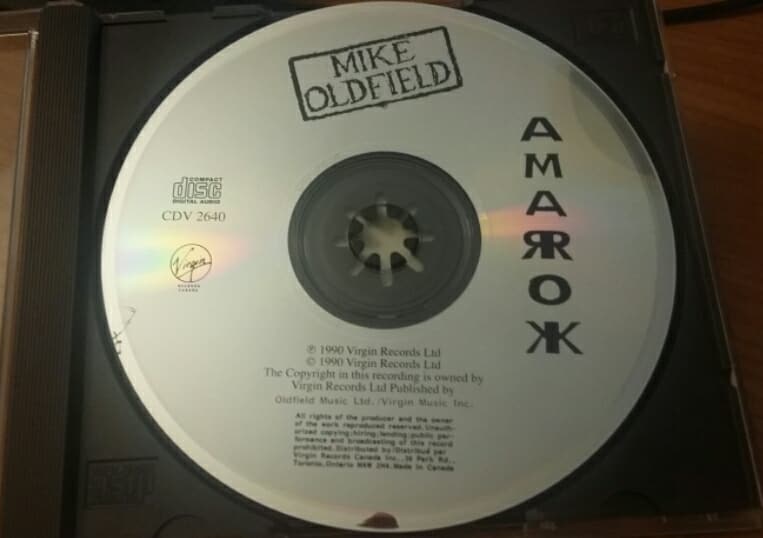 MIKE
OLDFIELD
AMAROK
COMPACT
disc
DIGITAL AUDIO
CDV 2640
Virgin
RECORDS
CANADA
℗ 1990 Virgin Records Ltd
© 1990 Virgin Records Ltd
The Copyright in this recording is owned by
Virgin Records Ltd Published by
Oldfield Music Ltd./Virgin Music Inc.
All rights of the producer and the owner
of the work reproduced reserved. Unauth-
orized copying;hiring;lending;public per-
formance and broadcasting of this record
prohibited. Distributed by/Distribué par
Virgin Records Canada Inc., Park Rd.,
Toronto,Ontario M4W 2N4.Made in Canada